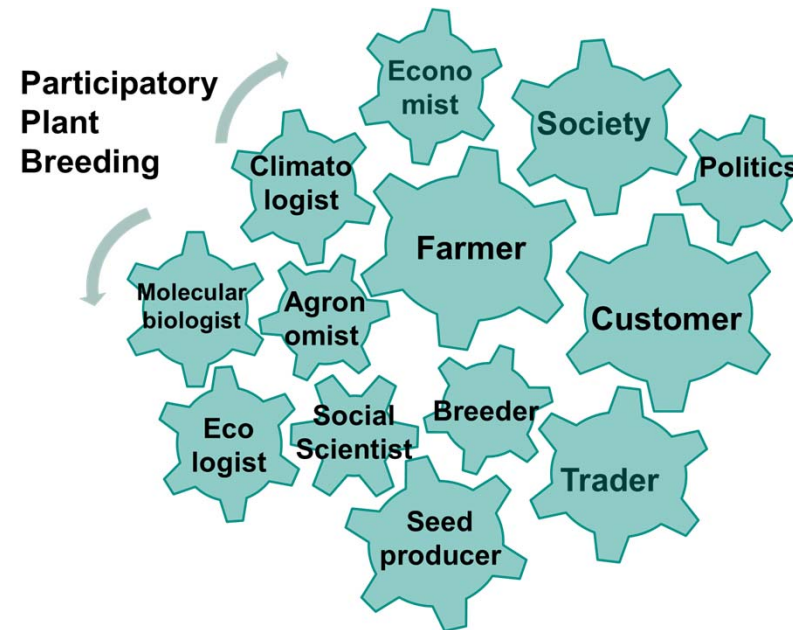 Participatory
Plant
Breeding
Econo
mist
Society
Politics
Climato
logist
Farmer
Molecular
biologist
Agron
omist
Customer
Eco
logist
Social
Scientist
Breeder
Trader
Seed
producer